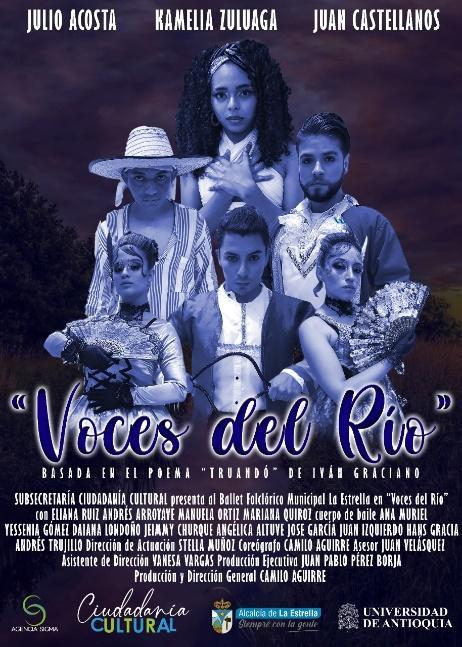 JULIO ACOSTA KAMELIA ZULUAGA JUAN CASTELLANOS
"Voces del Río"
BASADA EN EL POEMA "TRUANDÓ" DE IVÁN GRACIANO
SUBSECRETARÍA CIUDADANÍA CULTURAL presenta al Ballet Folclórico Municipal La Estrella en "Voces del Río"
con ELIANA RUIZ ANDRÉS ARROYAVE MANUELA ORTIZ MARIANA QUIROZ cuerpo de baile ANA MURIEL
YESSENIA GÓMEZ DAIANA LONDOÑO JEIMMY CHURQUE ANGÉLICA ALTUVE JOSE GARCÍA JUAN IZQUIERDO HANS GRACIA
ANDRÉS TRUJILLO Dirección de Actuación STELLA MUÑOZ Coreógrafo CAMILO AGUIRRE Asesor JUAN VELÁSQUEZ
Asistente de Dirección VANESA VARGAS Producción Ejecutiva JUAN PABLO PÉREZ BORJA
Producción y Dirección General CAMILO AGUIRRE
AGENCIA SIGMA
Ciudadanía
CULTURAL
Alcaldía de La Estrella
Siempre con la gente
UNIVERSIDAD
DE ANTIOQUIA